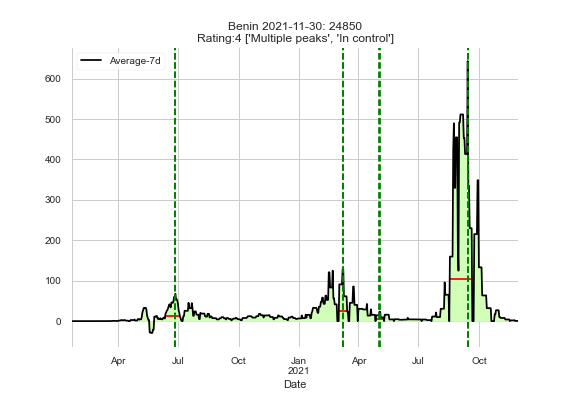 Benin 2021-11-30: 24850
Rating:4 ['Multiple peaks', 'In control']
Average-7d
600
500
400
300
200
100
0
Apr
Jul
Oct
Jan
2021
Apr
Jul
Oct
Date